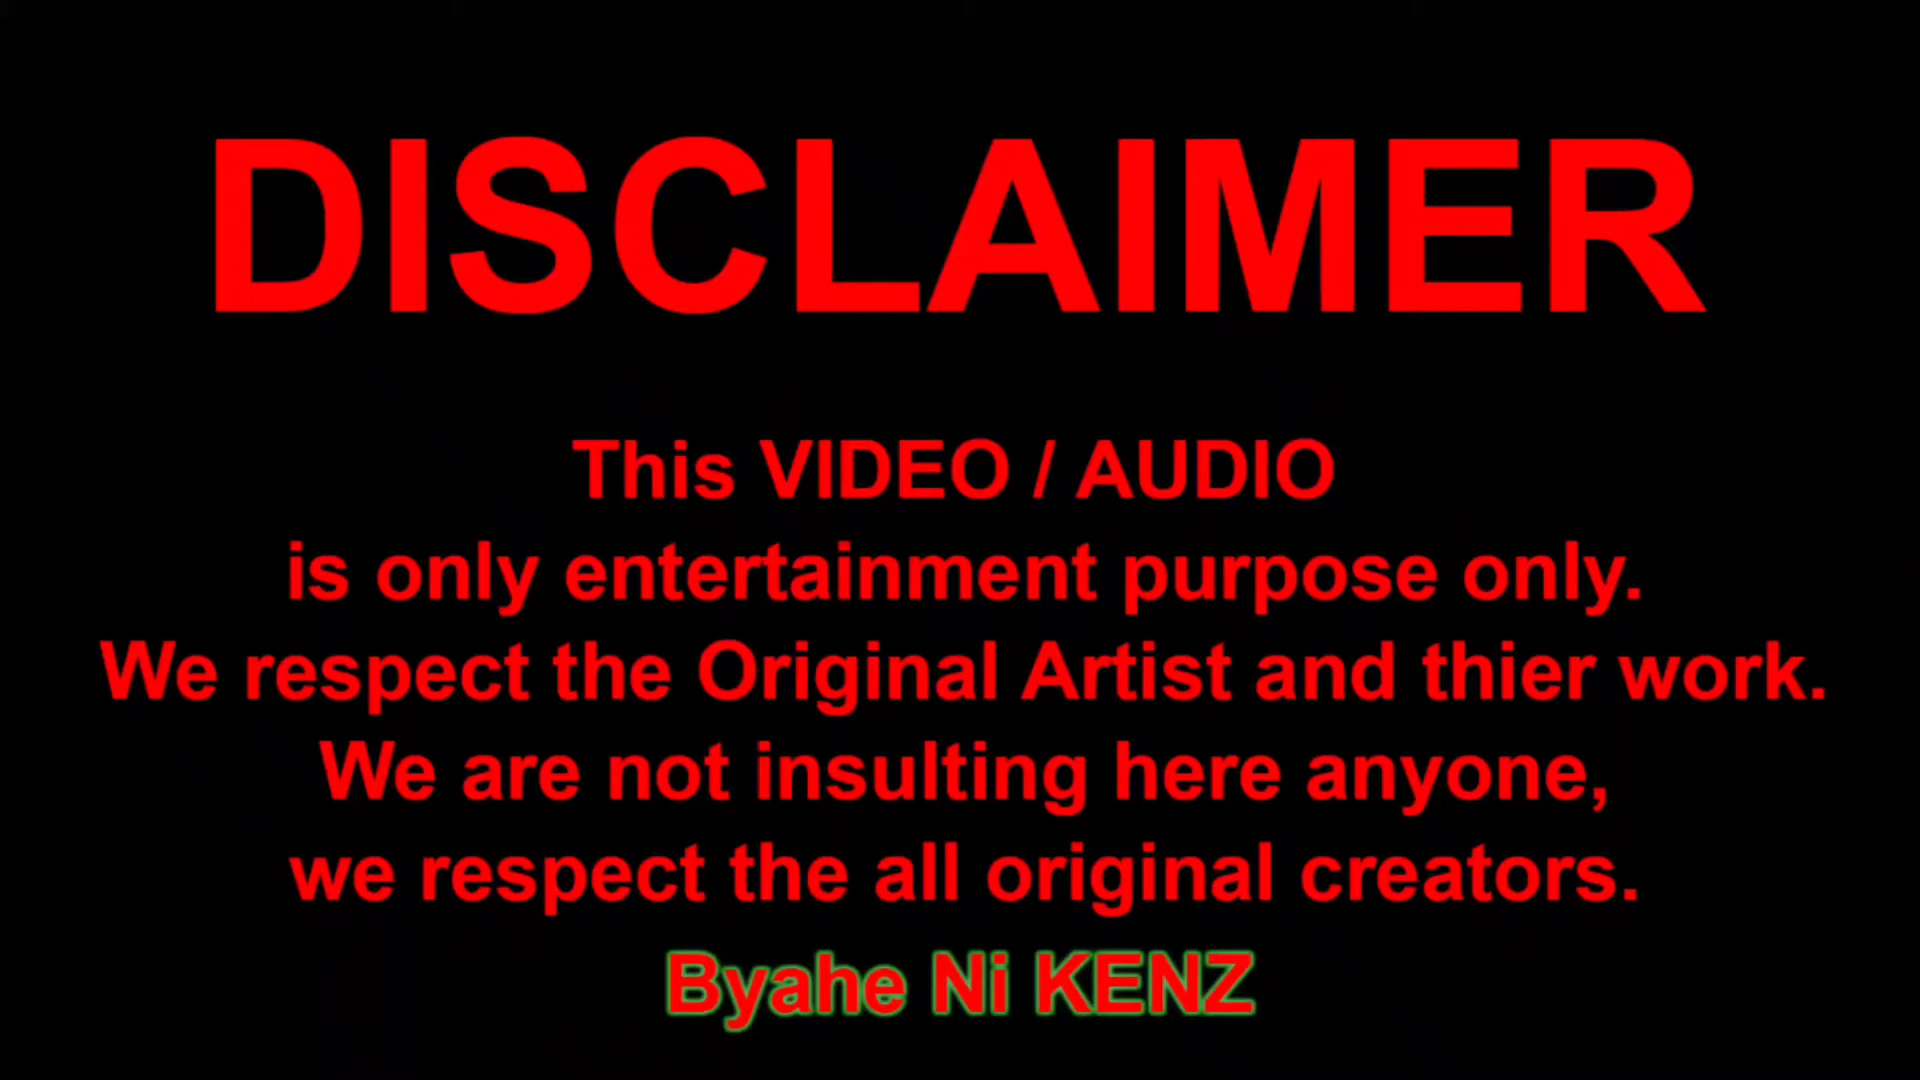 DISCLAIMER
This VIDEO / AUDIO
is only entertainment purpose only.
We respect the Original Artist and thier work.
We are not insulting here anyone,
we respect the all original creators.
Byahe Ni KENZ